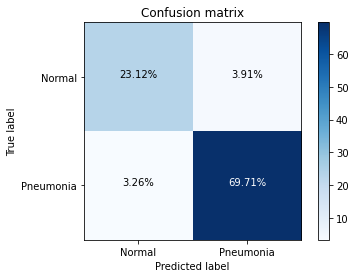 Confusion matrix
True label
Normal
23.12%
3.91%
Pneumonia
3.26%
69.71%
Normal
Pneumonia
Predicted label
60
50
40
30
20
10